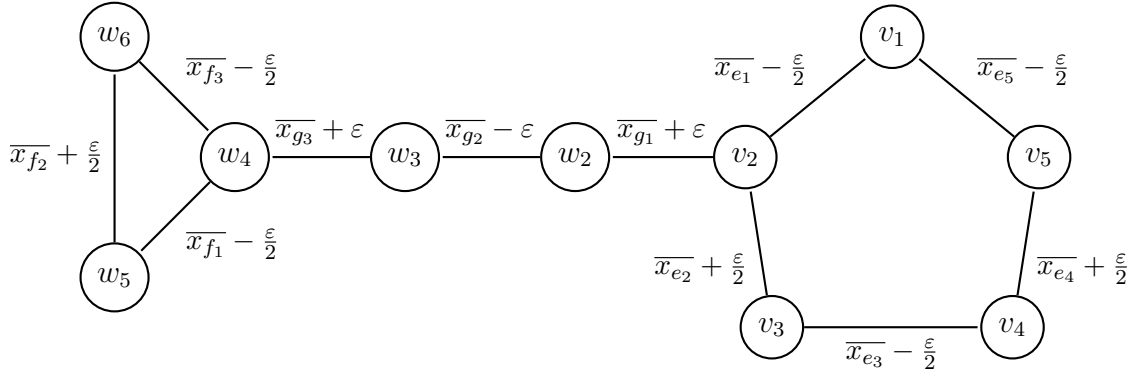 w₆
v₁
x̅_{f₃} − ε/2
x̅_{e₁} − ε/2
x̅_{e₅} − ε/2
x̅_{f₂} + ε/2
w₄
x̅_{g₃} + ε
w₃
x̅_{g₂} − ε
w₂
x̅_{g₁} + ε
v₂
v₅
x̅_{f₁} − ε/2
w₅
x̅_{e₂} + ε/2
x̅_{e₄} + ε/2
v₃
v₄
x̅_{e₃} − ε/2